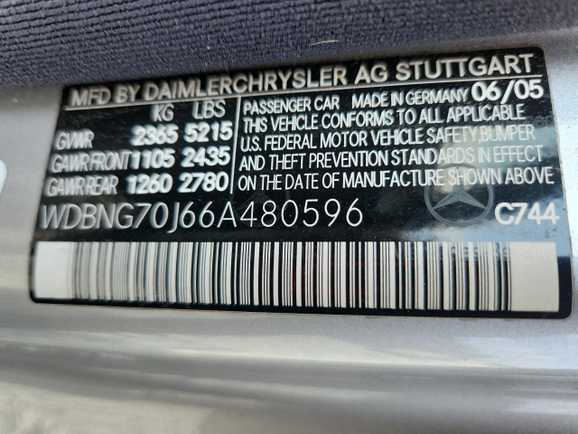 MFD BY DAIMLERCHRYSLER AG STUTTGART
KG LBS
GVWR 2365 5215
GAWR FRONT 1105 2435
GAWR REAR 1260 2780
PASSENGER CAR MADE IN GERMANY 06/05
THIS VEHICLE CONFORMS TO ALL APPLICABLE
U.S. FEDERAL MOTOR VEHICLE SAFETY, BUMPER
AND THEFT PREVENTION STANDARDS IN EFFECT
ON THE DATE OF MANUFACTURE SHOWN ABOVE.
WDBNG70J66A480596
C744